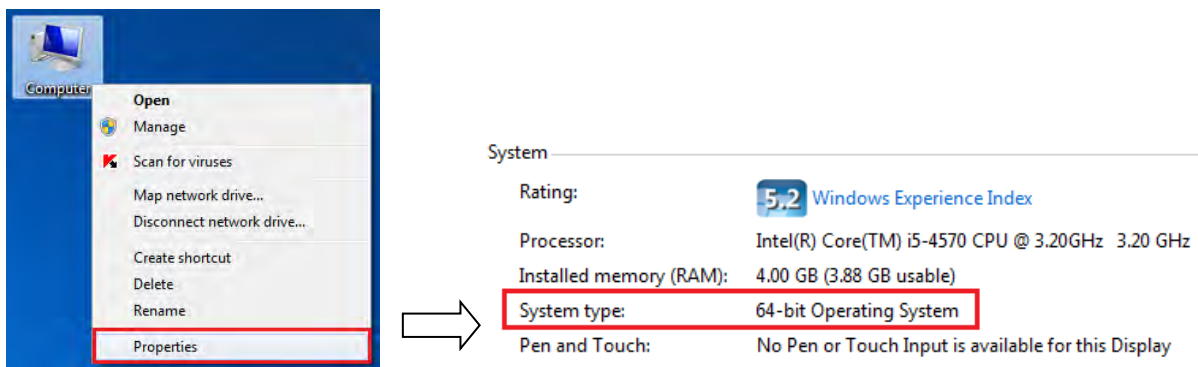 Computer
Open
Manage
Scan for viruses
Map network drive...
Disconnect network drive...
Create shortcut
Delete
Rename
Properties
System
Rating:
5.2 Windows Experience Index
Processor: Intel(R) Core(TM) i5-4570 CPU @ 3.20GHz 3.20 GHz
Installed memory (RAM): 4.00 GB (3.88 GB usable)
System type: 64-bit Operating System
Pen and Touch: No Pen or Touch Input is available for this Display